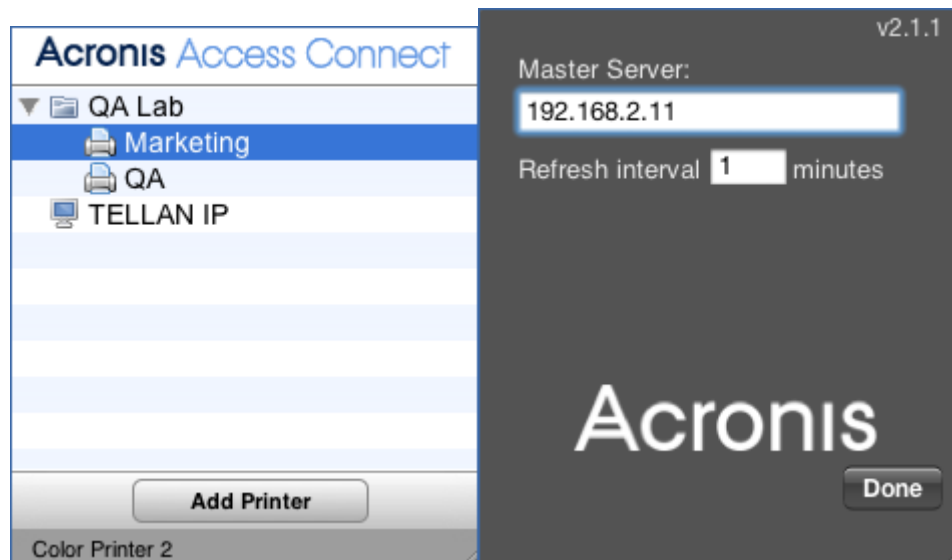 Acronis Access Connect
QA Lab
Marketing
QA
TELLAN IP
Add Printer
Color Printer 2
v2.1.1
Master Server:
192.168.2.11
Refresh interval 1 minutes
Acronis
Done